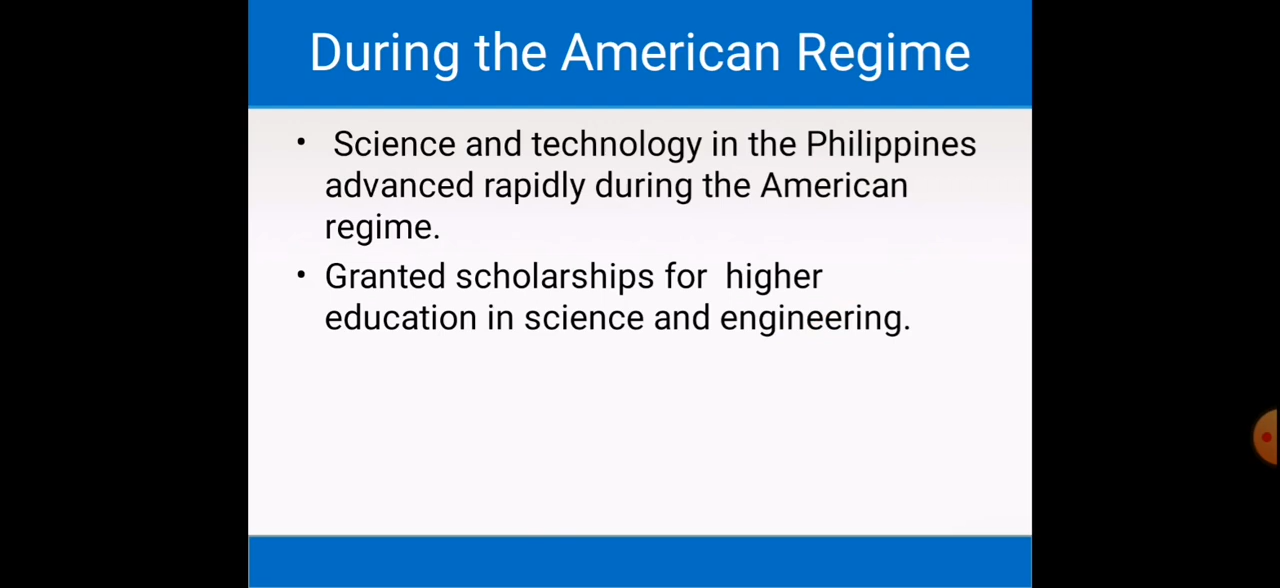 During the American Regime
• Science and technology in the Philippines
advanced rapidly during the American
regime.
• Granted scholarships for higher
education in science and engineering.